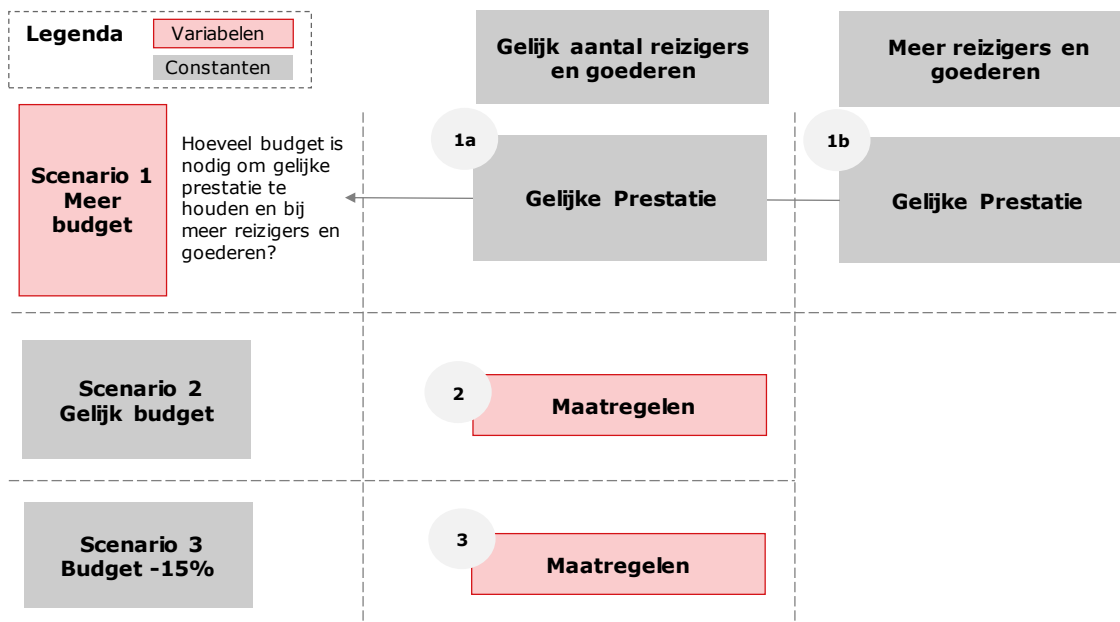 Legenda
Variabelen
Constanten
Gelijk aantal reizigers
en goederen
Meer reizigers en
goederen
Scenario 1
Meer
budget
Hoeveel budget is
nodig om gelijke
prestatie te
houden en bij
meer reizigers en
goederen?
1a
Gelijke Prestatie
1b
Gelijke Prestatie
Scenario 2
Gelijk budget
2
Maatregelen
Scenario 3
Budget -15%
3
Maatregelen